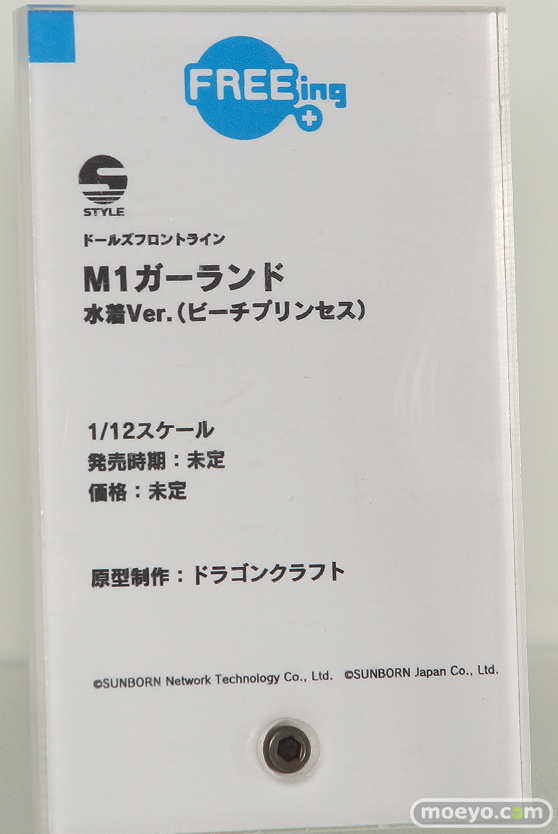 FREEing
S
STYLE
ドールズフロントライン
M1ガーランド
水着Ver.（ビーチプリンセス）
1/12スケール
発売時期：未定
価格：未定
原型制作：ドラゴンクラフト
©SUNBORN Network Technology Co., Ltd. ©SUNBORN Japan Co., Ltd.
moeyo.com